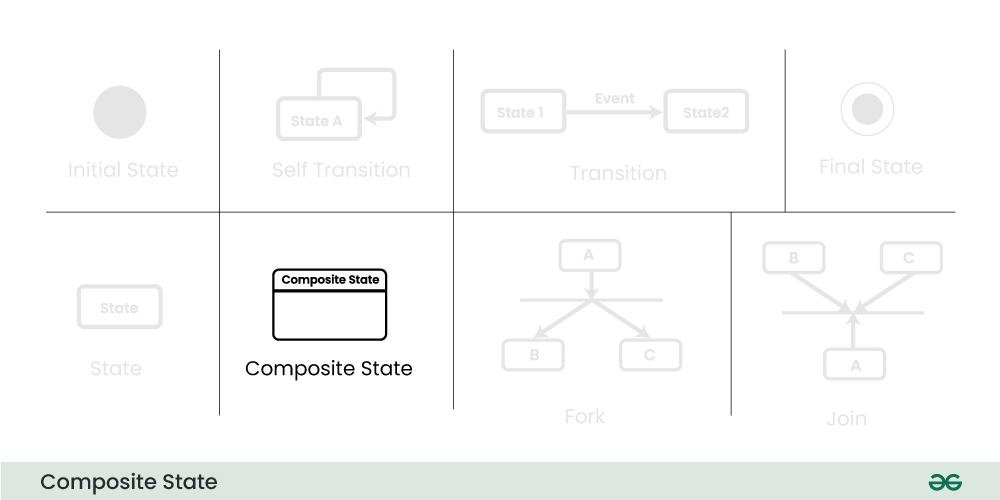 State A
Event
State 1
State2
Initial State
Self Transition
Transition
Final State
A
B
C
Composite State
State
B
C
A
State
Composite State
Fork
Join
Composite State